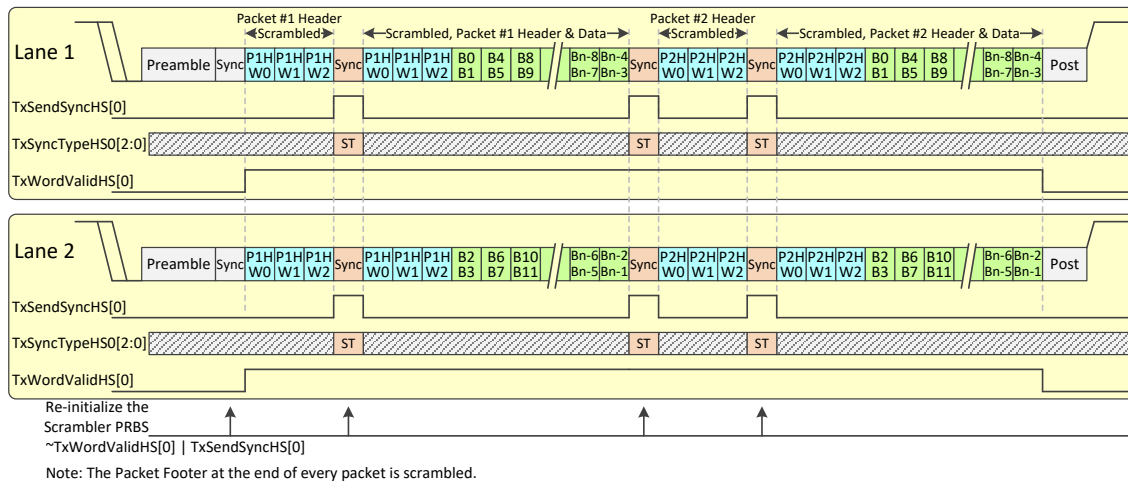 Packet #1 Header
Packet #2 Header
Scrambled
Scrambled, Packet #1 Header & Data
Scrambled
Scrambled, Packet #2 Header & Data
Lane 1
Preamble Sync P1H P1H P1H Sync P1H P1H P1H B0 B4 B8 Bn-8 Bn-4 Sync P2H P2H P2H Sync P2H P2H P2H B0 B4 B8 Bn-8 Bn-4 Post
W0 W1 W2 W0 W1 W2 B1 B5 B9 Bn-7 Bn-3 W0 W1 W2 W0 W1 W2 B1 B5 B9 Bn-7 Bn-3
TxSendSyncHS[0]
TxSyncTypeHS0[2:0] ST ST ST
TxWordValidHS[0]
Lane 2
Preamble Sync P1H P1H P1H Sync P1H P1H P1H B2 B6 B10 Bn-6 Bn-2 Sync P2H P2H P2H Sync P2H P2H P2H B2 B6 B10 Bn-6 Bn-2 Post
W0 W1 W2 W0 W1 W2 B3 B7 B11 Bn-5 Bn-1 W0 W1 W2 W0 W1 W2 B3 B7 B11 Bn-5 Bn-1
TxSendSyncHS[0]
TxSyncTypeHS0[2:0] ST ST ST
TxWordValidHS[0]
Re-initialize the
Scrambler PRBS
~TxWordValidHS[0] | TxSendSyncHS[0]
Note: The Packet Footer at the end of every packet is scrambled.